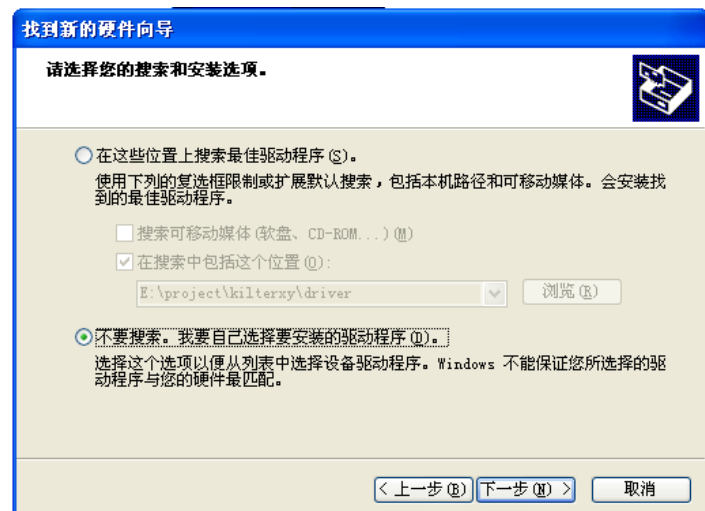 找到新的硬件向导
请选择您的搜索和安装选项。
在这些位置上搜索最佳驱动程序(S)。
使用下列的复选框限制或扩展默认搜索，包括本机路径和可移动媒体。会安装找
到的最佳驱动程序。
搜索可移动媒体(软盘、CD-ROM...)(M)
在搜索中包括这个位置(O):
E:\project\kilterxy\driver
浏览(R)
不要搜索。我要自己选择要安装的驱动程序(D)。
选择这个选项以便从列表中选择设备驱动程序。Windows 不能保证您所选择的驱
动程序与您的硬件最匹配。
< 上一步(B) 下一步(N) > 取消